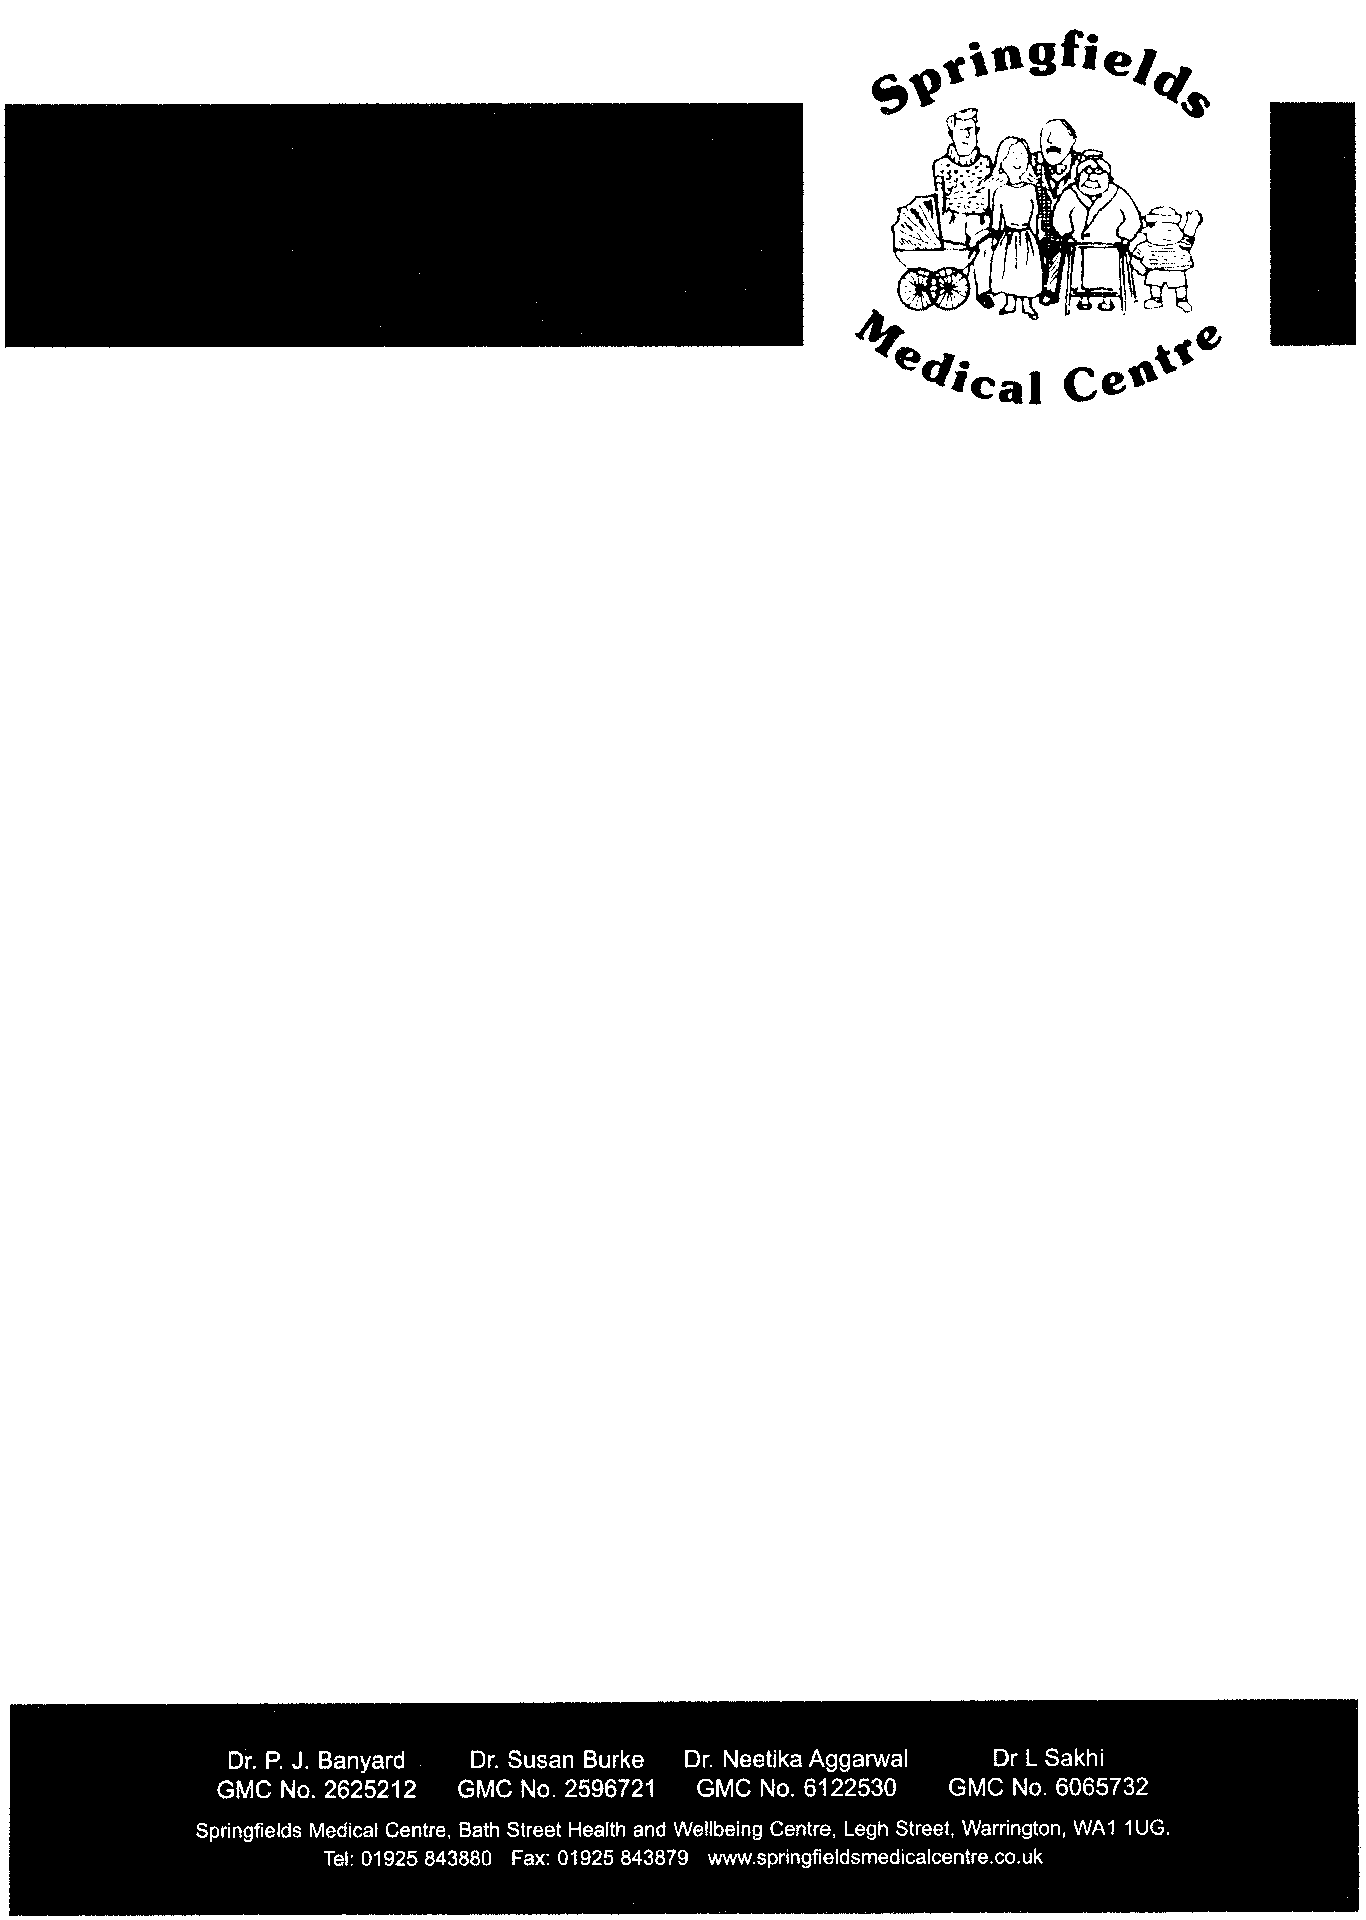 Springfields
Medical Centre
Dr. P. J. Banyard Dr. Susan Burke Dr. Neetika Aggarwal Dr L Sakhi
GMC No. 2625212 GMC No. 2596721 GMC No. 6122530 GMC No. 6065732
Springfields Medical Centre, Bath Street Health and Wellbeing Centre, Legh Street, Warrington, WA1 1UG.
Tel: 01925 843880 Fax: 01925 843879 www.springfieldsmedicalcentre.co.uk